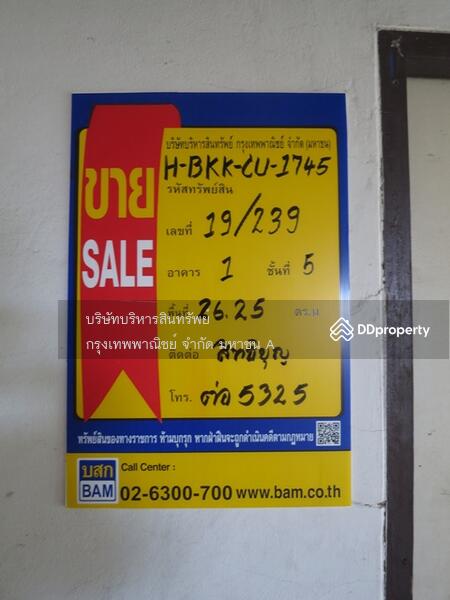 บริษัทบริหารสินทรัพย์ กรุงเทพพาณิชย์ จำกัด (มหาชน)
H-BKK-CU-1745
รหัสทรัพย์สิน
ขาย
SALE
เลขที่ 19/239
อาคาร 1 ชั้นที่ 5
พื้นที่ 26.25 ตร.ม
บริษัทบริหารสินทรัพย์
กรุงเทพพาณิชย์ จำกัด มหาชน A
DDproperty
ติดต่อ สิทธิบุญ
โทร. ต่อ 5325
ทรัพย์สินของทางราชการ ห้ามบุกรุก หากฝ่าฝืนจะถูกดำเนินคดีตามกฎหมาย
บสก
BAM
Call Center :
02-6300-700 www.bam.co.th